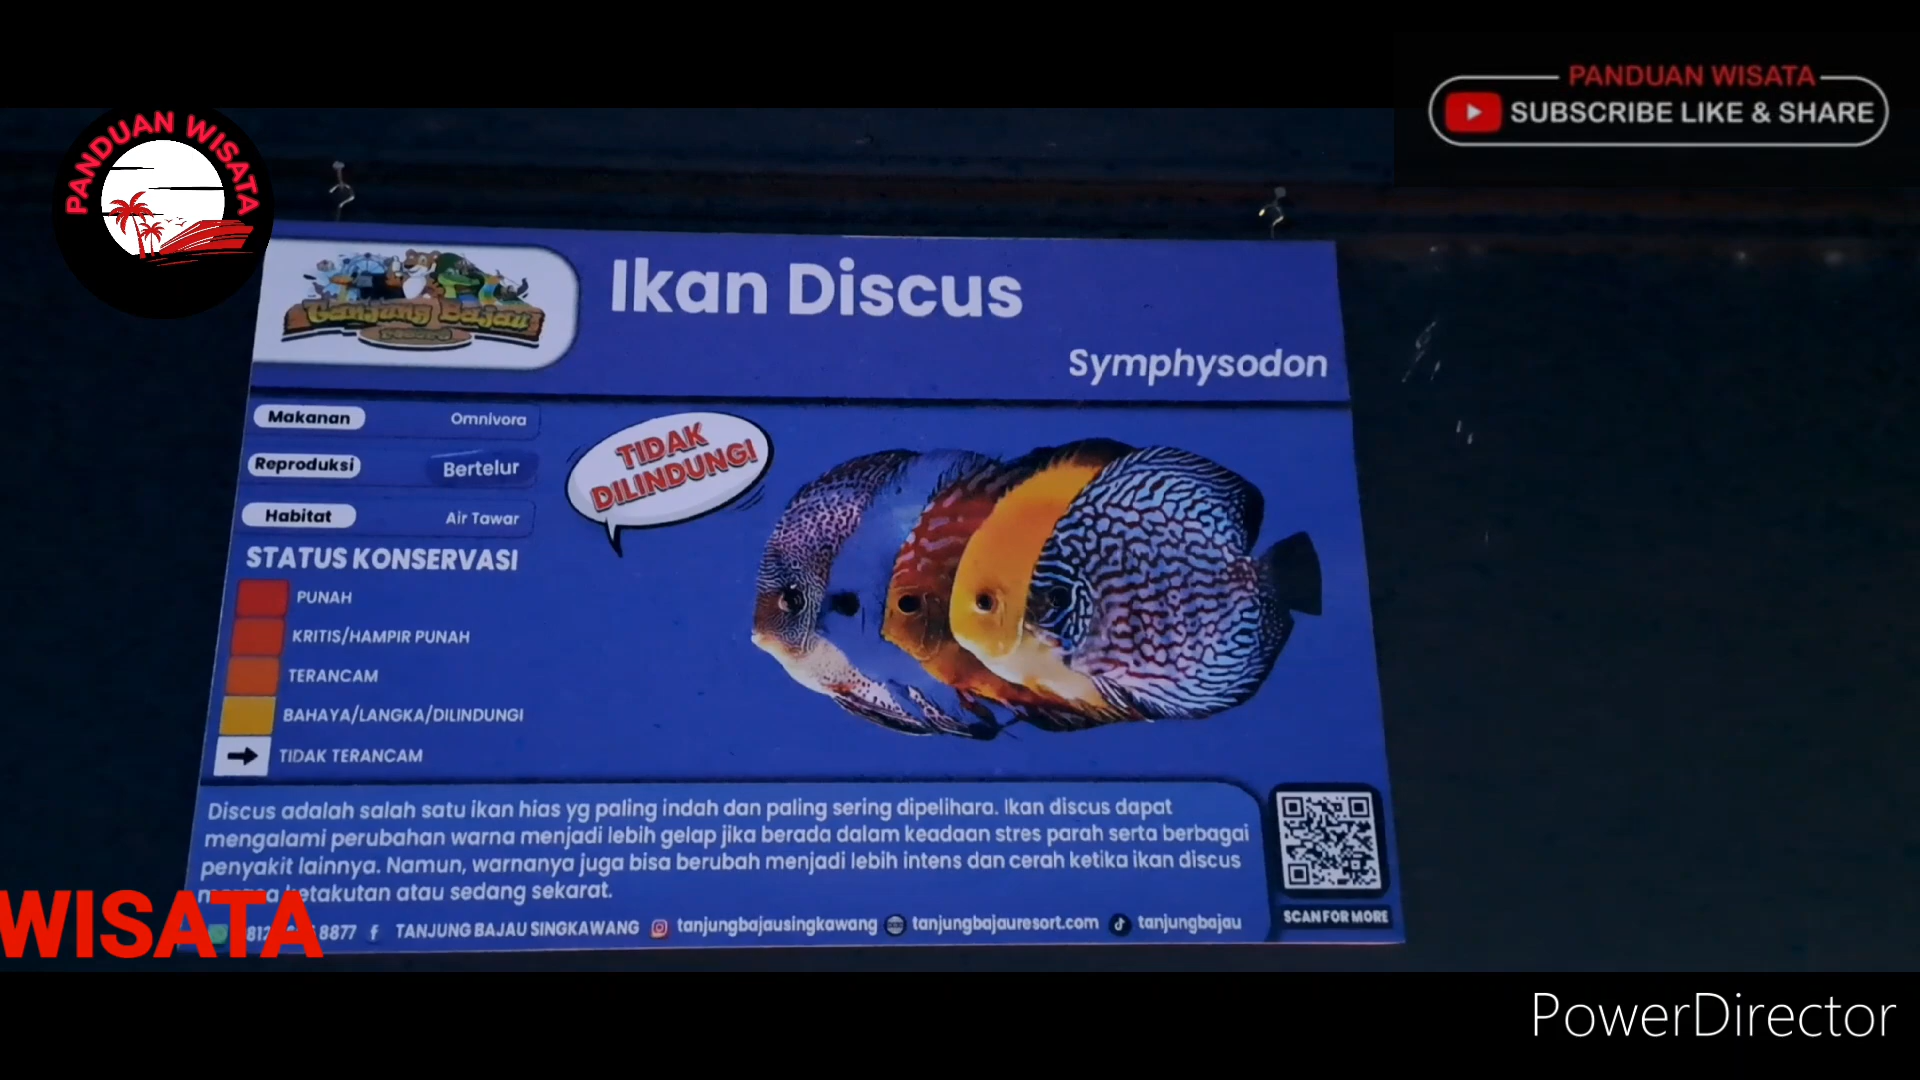 PANDUAN WISATA
PANDUAN WISATA
SUBSCRIBE LIKE & SHARE
Tanjung Bajau
Ikan Discus
Symphysodon
Makanan Omnivora
Reproduksi Bertelur
Habitat Air Tawar
TIDAK
DILINDUNGI
STATUS KONSERVASI
PUNAH
KRITIS/HAMPIR PUNAH
TERANCAM
BAHAYA/LANGKA/DILINDUNGI
TIDAK TERANCAM
Discus adalah salah satu ikan hias yg paling indah dan paling sering dipelihara. Ikan discus dapat
mengalami perubahan warna menjadi lebih gelap jika berada dalam keadaan stres parah serta berbagai
penyakit lainnya. Namun, warnanya juga bisa berubah menjadi lebih intens dan cerah ketika ikan discus
ketakutan atau sedang sekarat.
8877 TANJUNG BAJAU SINGKAWANG tanjungbajausingkawang tanjungbajauresort.com tanjungbajau
SCAN FOR MORE
WISATA
PowerDirector